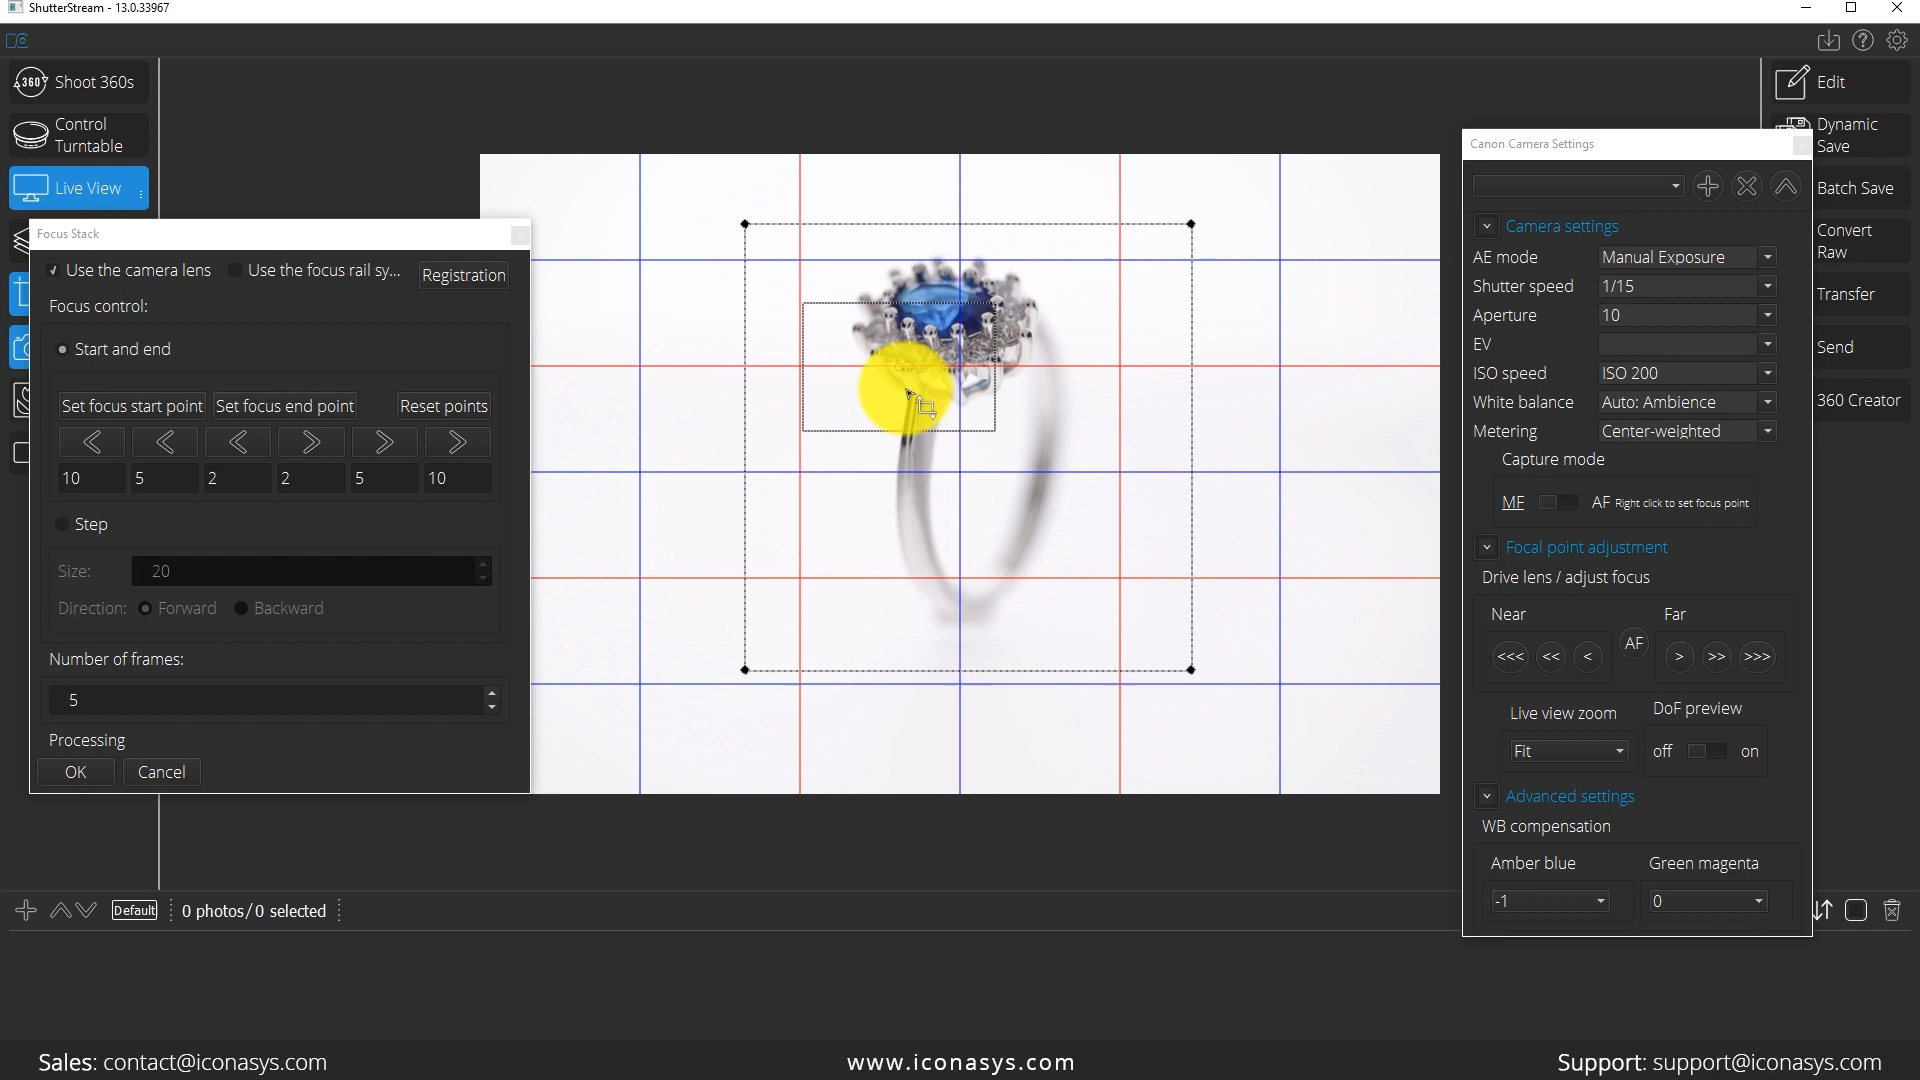 ShutterStream - 13.0.33967
Shoot 360s
Control
Turntable
Live View
Focus Stack
Use the camera lens
Use the focus rail sy...
Registration
Focus control:
Start and end
Set focus start point
Set focus end point
Reset points
10
5
2
2
5
10
Step
Size:
20
Direction:
Forward
Backward
Number of frames:
5
Processing
OK
Cancel
Canon Camera Settings
Camera settings
AE mode
Manual Exposure
Shutter speed
1/15
Aperture
10
EV
ISO speed
ISO 200
White balance
Auto: Ambience
Metering
Center-weighted
Capture mode
MF
AF Right click to set focus point
Focal point adjustment
Drive lens / adjust focus
Near
Far
<<<
<<
<
AF
>
>>
>>>
Live view zoom
DoF preview
Fit
off
on
Advanced settings
WB compensation
Amber blue
Green magenta
-1
0
Edit
Dynamic
Save
Batch Save
Convert
Raw
Transfer
Send
360 Creator
Default
0 photos/0 selected
Sales: contact@iconasys.com
www.iconasys.com
Support: support@iconasys.com